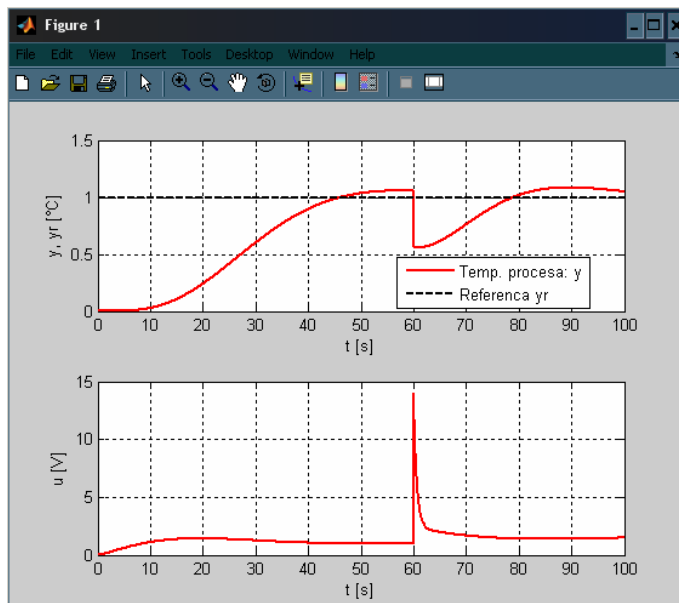 Figure 1
File Edit View Insert Tools Desktop Window Help
1.5
1
0.5
0
y, yr [°C]
Temp. procesa: y
Referenca yr
0 10 20 30 40 50 60 70 80 90 100
t [s]
15
10
5
0
u [V]
0 10 20 30 40 50 60 70 80 90 100
t [s]